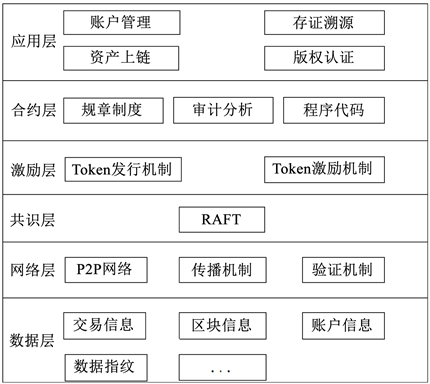 应用层
账户管理
存证溯源
资产上链
版权认证
合约层
规章制度
审计分析
程序代码
激励层
Token发行机制
Token激励机制
共识层
RAFT
网络层
P2P网络
传播机制
验证机制
数据层
交易信息
区块信息
账户信息
数据指纹
...